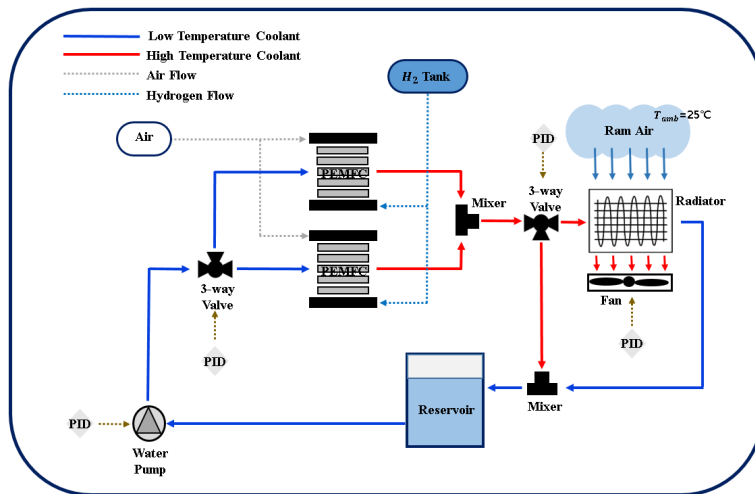 Low Temperature Coolant
High Temperature Coolant
Air Flow
Hydrogen Flow
H₂ Tank
Air
T_amb=25℃
Ram Air
PID
3-way
Valve
Radiator
PEMFC
Mixer
PEMFC
3-way
Valve
Fan
PID
PID
Reservoir
Mixer
PID
Water
Pump